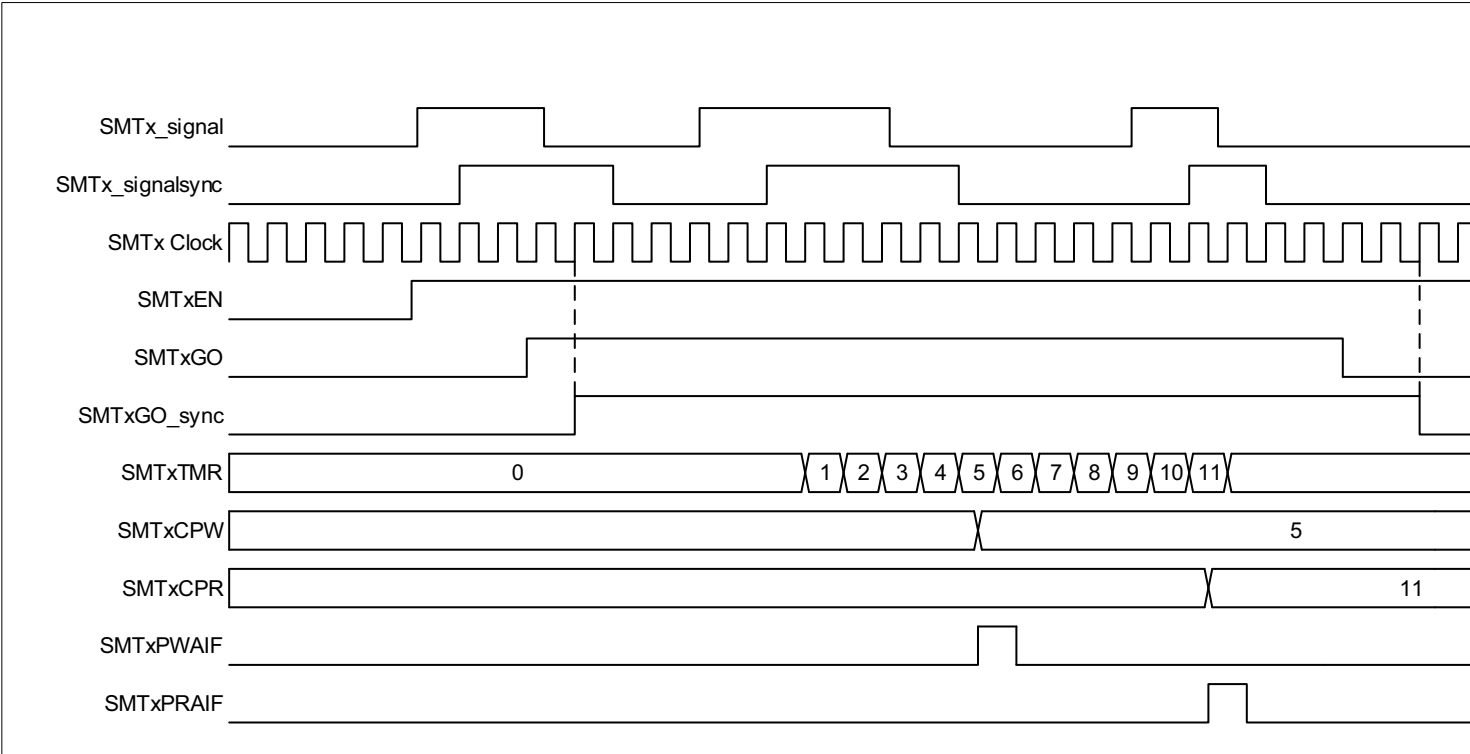 SMTx_signal
SMTx_signalsync
SMTx Clock
SMTxEN
SMTxGO
SMTxGO_sync
SMTxTMR 0 1 2 3 4 5 6 7 8 9 10 11
SMTxCPW 5
SMTxCPR 11
SMTxPWAIF
SMTxPRAIF